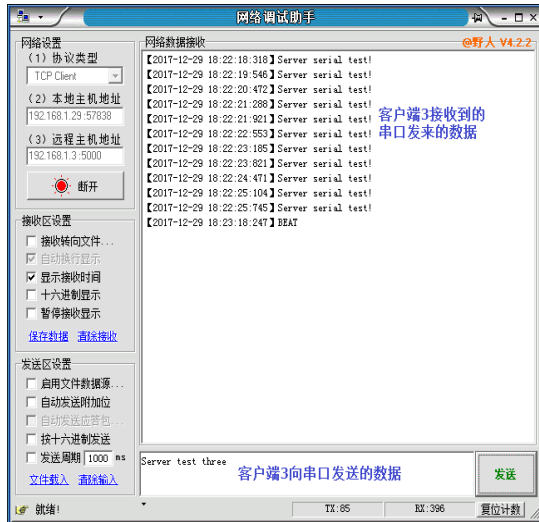 网络调试助手
网络设置
(1) 协议类型
TCP Client
(2) 本地主机地址
192.168.1.29 :57838
(3) 远程主机地址
192.168.1.3 :5000
断开
接收区设置
接收转向文件...
自动换行显示
显示接收时间
十六进制显示
暂停接收显示
保存数据 清除接收
发送区设置
启用文件数据源...
自动发送附加位
自动发送应答包...
按十六进制发送
发送周期 1000 ms
文件载入 清除输入
网络数据接收
@野人 V4.2.2
【2017-12-29 18:22:18:318】Server serial test!
【2017-12-29 18:22:19:546】Server serial test!
【2017-12-29 18:22:20:472】Server serial test!
【2017-12-29 18:22:21:288】Server serial test!
【2017-12-29 18:22:21:921】Server serial test!
【2017-12-29 18:22:22:553】Server serial test!
【2017-12-29 18:22:23:185】Server serial test!
【2017-12-29 18:22:23:821】Server serial test!
【2017-12-29 18:22:24:471】Server serial test!
【2017-12-29 18:22:25:104】Server serial test!
【2017-12-29 18:22:25:745】Server serial test!
【2017-12-29 18:23:18:247】BEAT
客户端3接收到的
串口发来的数据
Server test three
客户端3向串口发送的数据
发送
就绪!
TX:85
RX:396
复位计数